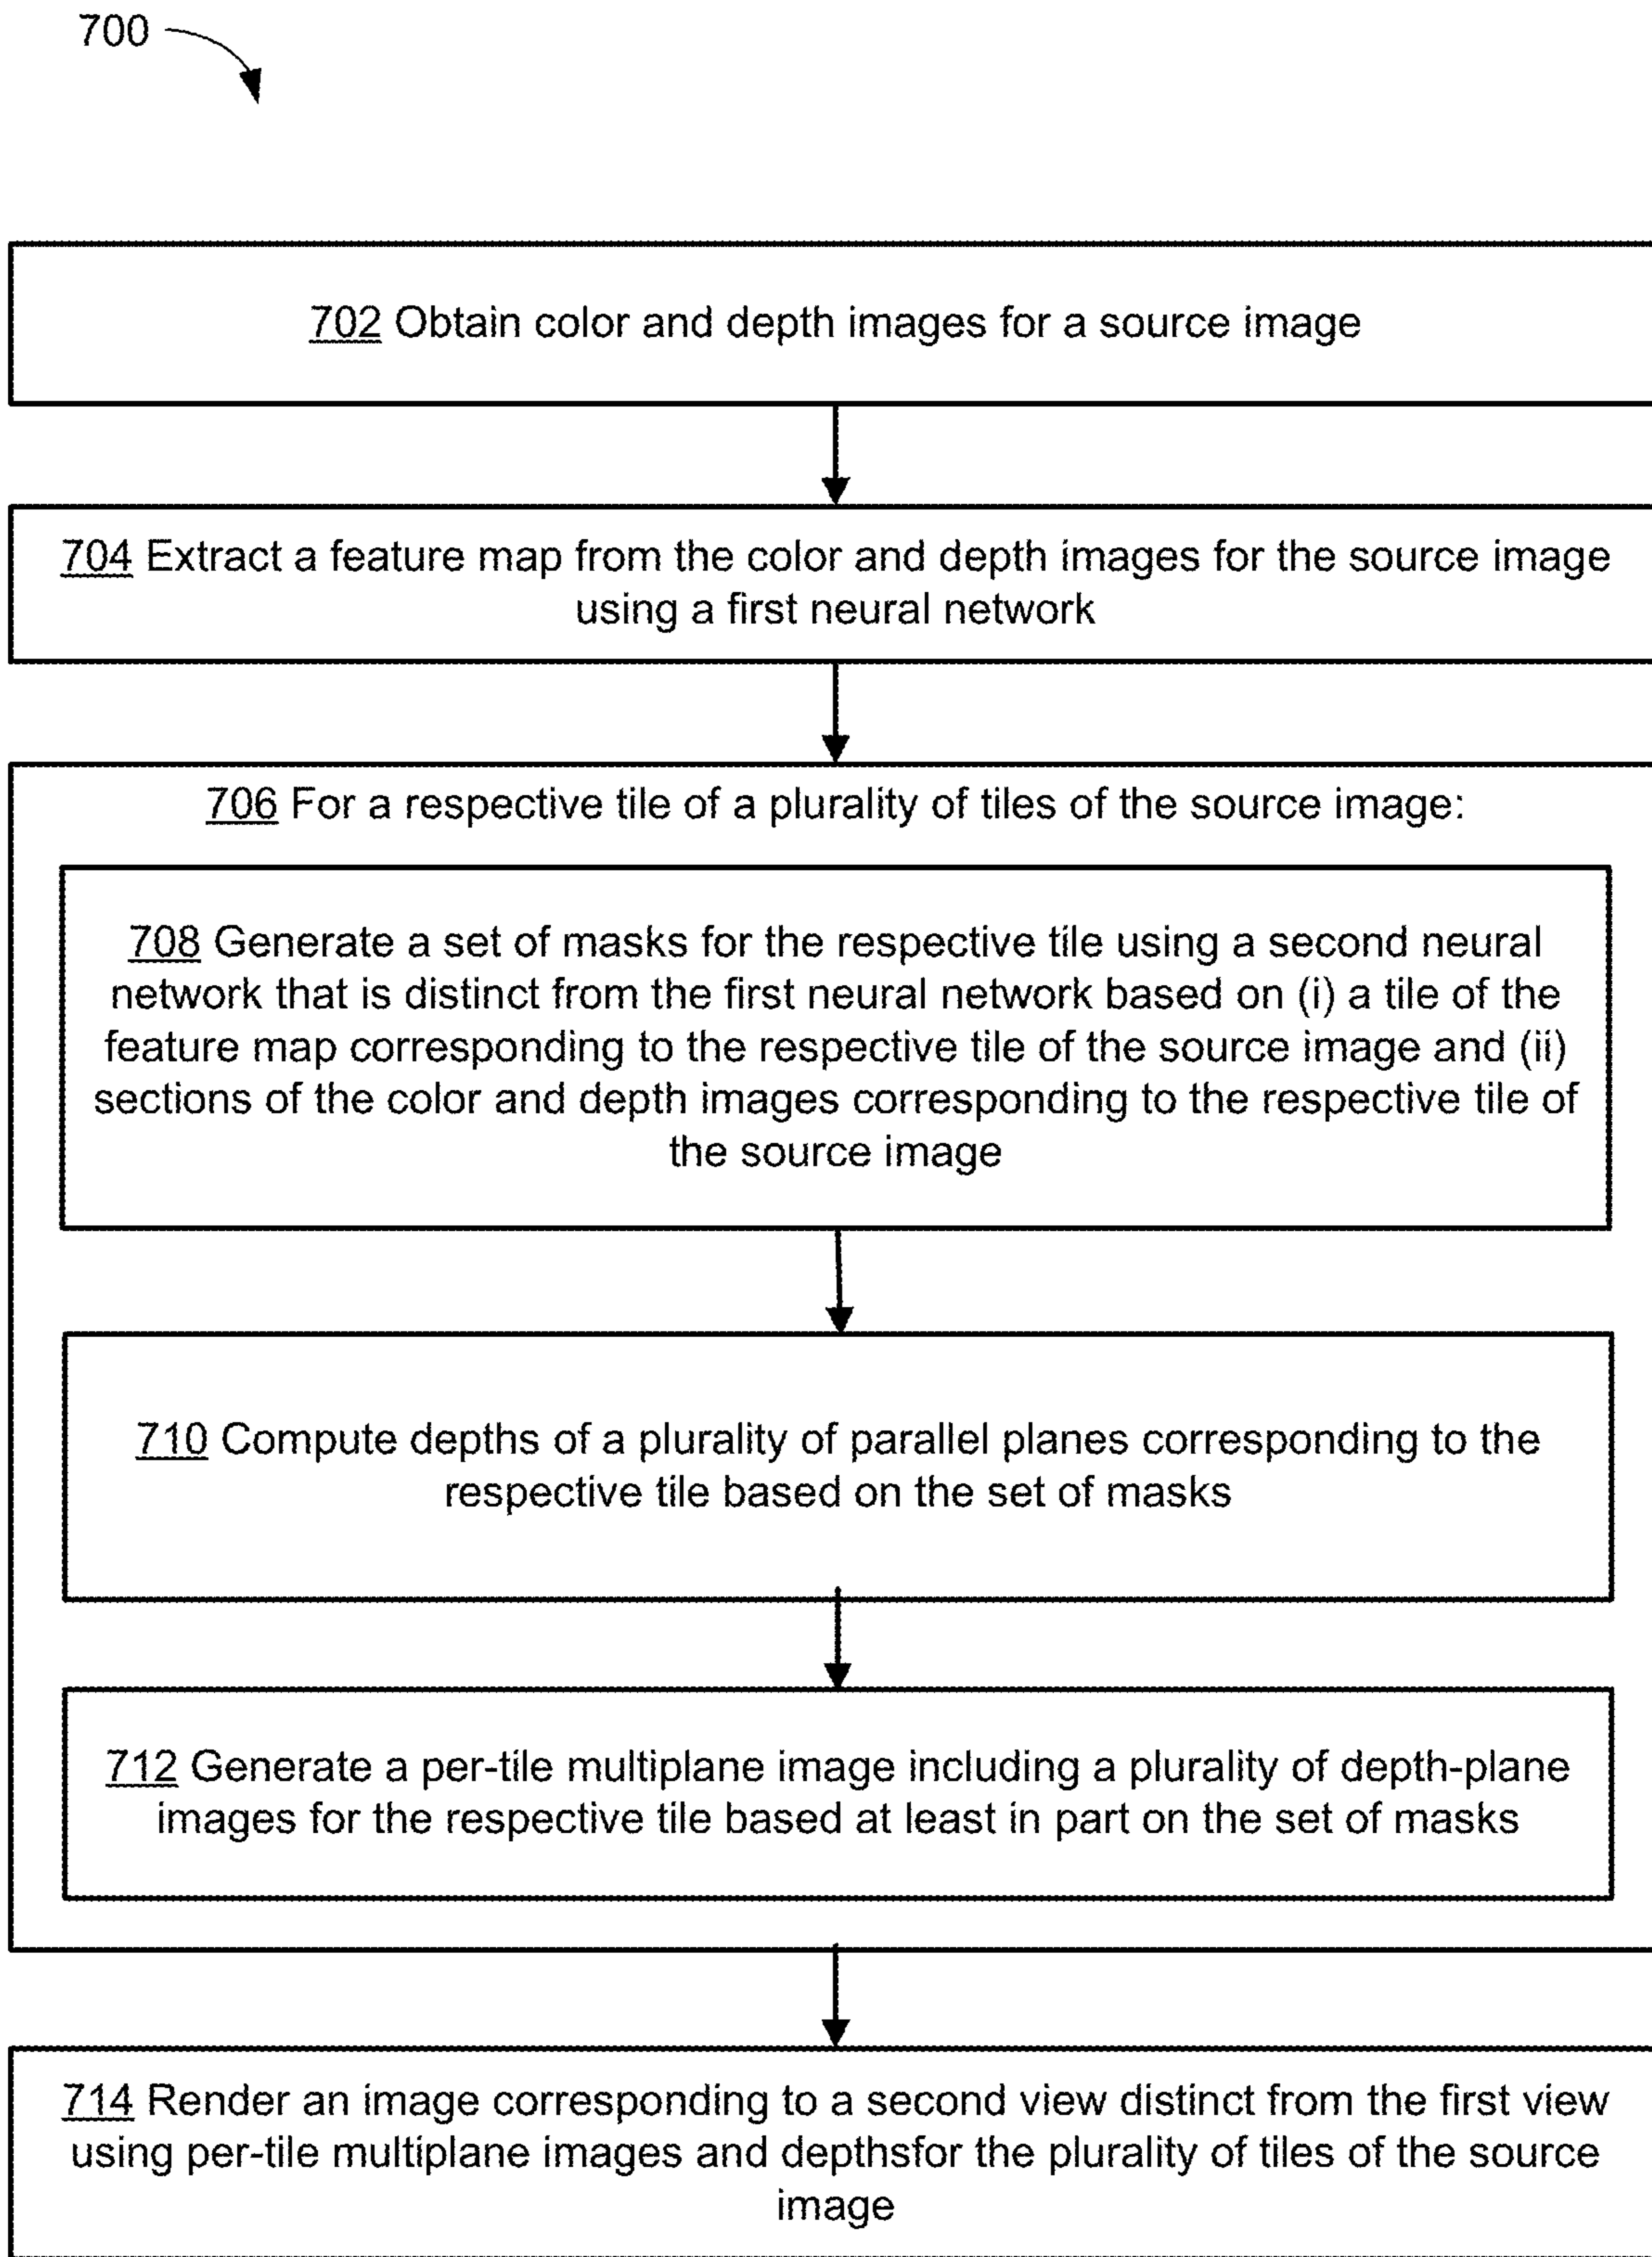 700
702 Obtain color and depth images for a source image
704 Extract a feature map from the color and depth images for the source image
using a first neural network
706 For a respective tile of a plurality of tiles of the source image:
708 Generate a set of masks for the respective tile using a second neural
network that is distinct from the first neural network based on (i) a tile of the
feature map corresponding to the respective tile of the source image and (ii)
sections of the color and depth images corresponding to the respective tile of
the source image
710 Compute depths of a plurality of parallel planes corresponding to the
respective tile based on the set of masks
712 Generate a per-tile multiplane image including a plurality of depth-plane
images for the respective tile based at least in part on the set of masks
714 Render an image corresponding to a second view distinct from the first view
using per-tile multiplane images and depthsfor the plurality of tiles of the source
image